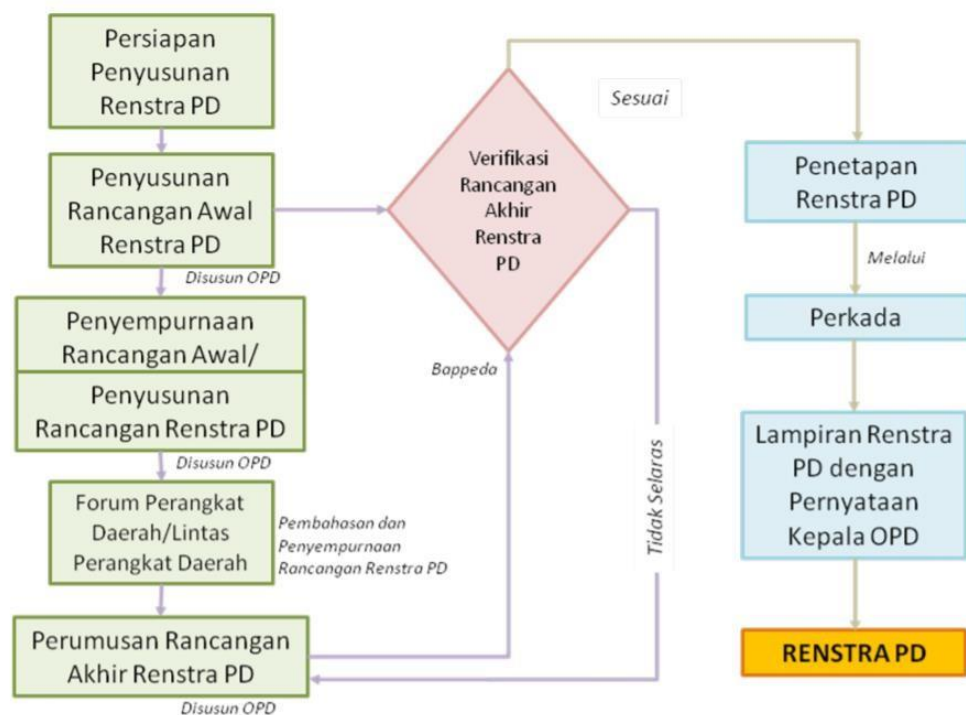 Persiapan
Penyusunan
Renstra PD
Penyusunan
Rancangan Awal
Renstra PD
Disusun OPD
Penyempurnaan
Rancangan Awal/
Penyusunan
Rancangan Renstra PD
Disusun OPD
Forum Perangkat
Daerah/Lintas
Perangkat Daerah
Pembahasan dan
Penyempurnaan
Rancangan Renstra PD
Perumusan Rancangan
Akhir Renstra PD
Disusun OPD
Verifikasi
Rancangan
Akhir
Renstra
PD
Bappeda
Tidak Selaras
Sesuai
Penetapan
Renstra PD
Melalui
Perkada
Lampiran Renstra
PD dengan
Pernyataan
Kepala OPD
RENSTRA PD